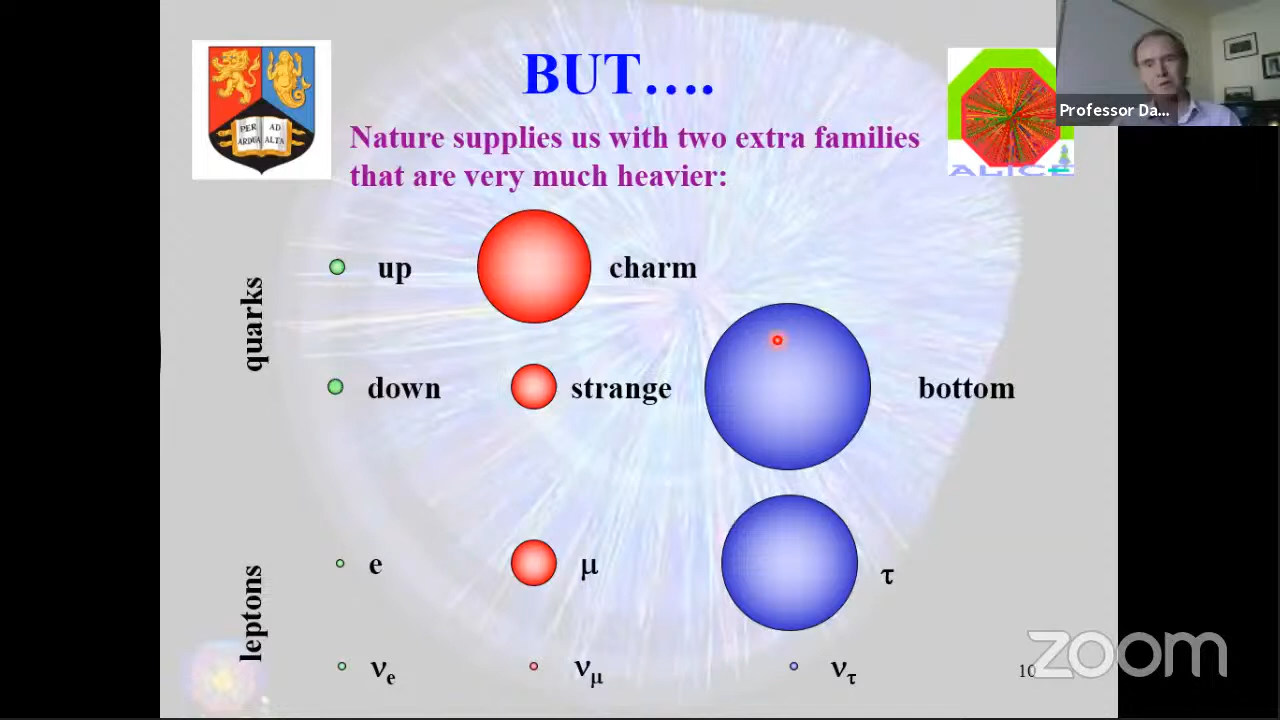 BUT….
PER AD
ARDUA ALTA
ALICE
Professor Da...
Nature supplies us with two extra families
that are very much heavier:
quarks
up
charm
down
strange
bottom
leptons
e
μ
τ
νe
νμ
ντ
10
zoom